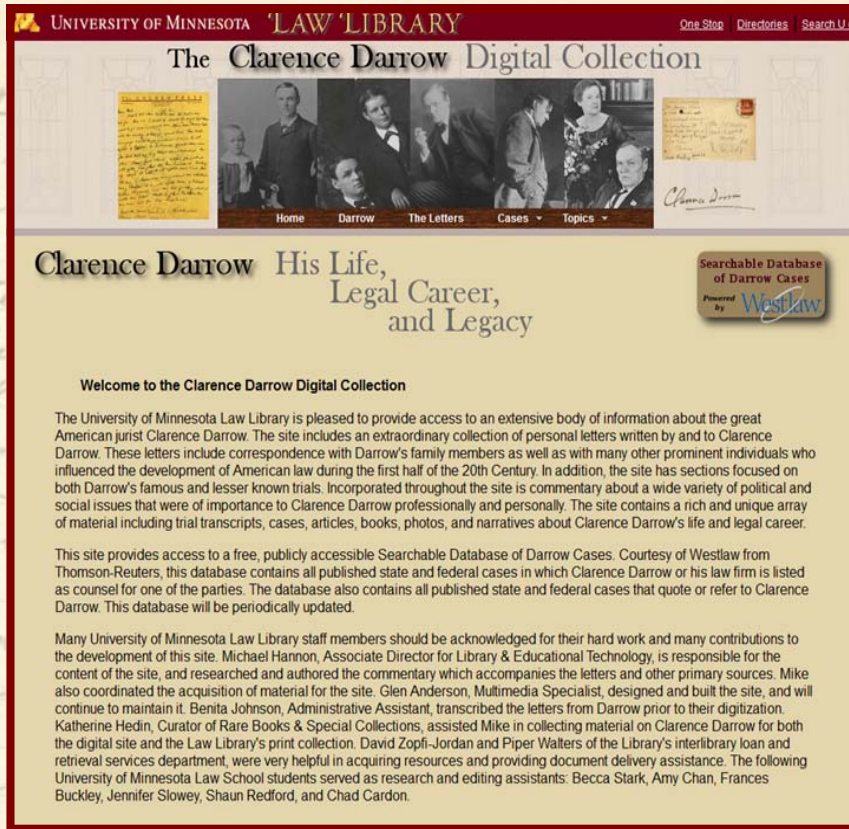 UNIVERSITY OF MINNESOTA LAW LIBRARY
One Stop Directories Search U
The Clarence Darrow Digital Collection
Home Darrow The Letters Cases Topics
Clarence Darrow
Clarence Darrow His Life,
Legal Career,
and Legacy
Searchable Database
of Darrow Cases
Powered
by Westlaw
Welcome to the Clarence Darrow Digital Collection
The University of Minnesota Law Library is pleased to provide access to an extensive body of information about the great
American jurist Clarence Darrow. The site includes an extraordinary collection of personal letters written by and to Clarence
Darrow. These letters include correspondence with Darrow's family members as well as with many other prominent individuals who
influenced the development of American law during the first half of the 20th Century. In addition, the site has sections focused on
both Darrow's famous and lesser known trials. Incorporated throughout the site is commentary about a wide variety of political and
social issues that were of importance to Clarence Darrow professionally and personally. The site contains a rich and unique array
of material including trial transcripts, cases, articles, books, photos, and narratives about Clarence Darrow's life and legal career.
This site provides access to a free, publicly accessible Searchable Database of Darrow Cases. Courtesy of Westlaw from
Thomson-Reuters, this database contains all published state and federal cases in which Clarence Darrow or his law firm is listed
as counsel for one of the parties. The database also contains all published state and federal cases that quote or refer to Clarence
Darrow. This database will be periodically updated.
Many University of Minnesota Law Library staff members should be acknowledged for their hard work and many contributions to
the development of this site. Michael Hannon, Associate Director for Library & Educational Technology, is responsible for the
content of the site, and researched and authored the commentary which accompanies the letters and other primary sources. Mike
also coordinated the acquisition of material for the site. Glen Anderson, Multimedia Specialist, designed and built the site, and will
continue to maintain it. Benita Johnson, Administrative Assistant, transcribed the letters from Darrow prior to their digitization.
Katherine Hedin, Curator of Rare Books & Special Collections, assisted Mike in collecting material on Clarence Darrow for both
the digital site and the Law Library's print collection. David Zopfi-Jordan and Piper Walters of the Library's interlibrary loan and
retrieval services department, were very helpful in acquiring resources and providing document delivery assistance. The following
University of Minnesota Law School students served as research and editing assistants: Becca Stark, Amy Chan, Frances
Buckley, Jennifer Slowey, Shaun Redford, and Chad Cardon.